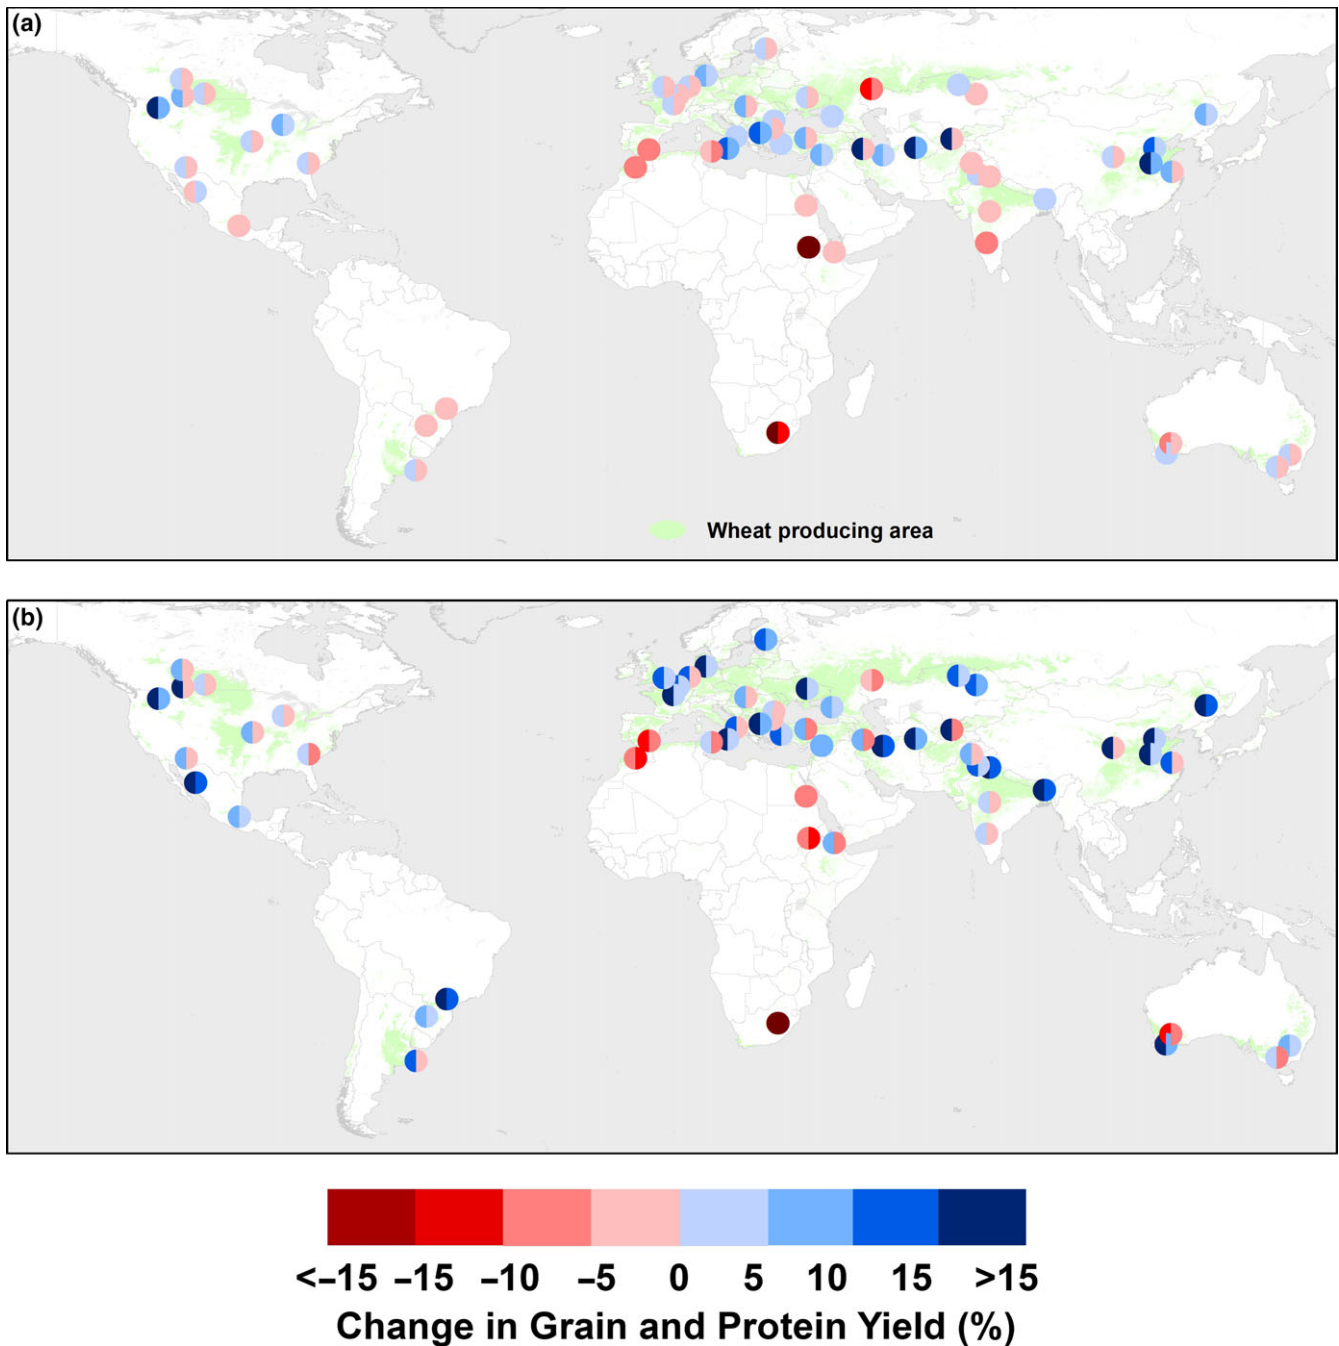 (a)
Wheat producing area
(b)
<–15 –15 –10 –5 0 5 10 15 >15
Change in Grain and Protein Yield (%)